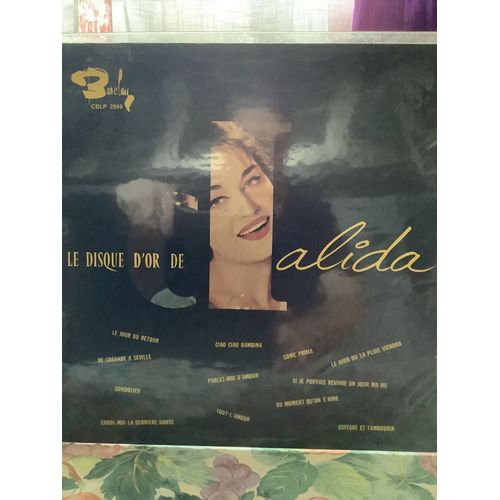 Barclay
CBLP 2060
LE DISQUE D'OR DE
dalida
LE JOUR DU RETOUR
CIAO CIAO BAMBINA
COME PRIMA
LE JOUR OU LA PLUIE VIENDRA
DE GRENADE A SEVILLE
PARLEZ-MOI D'AMOUR
SI JE POUVAIS REVIVRE UN JOUR MA VIE
GONDOLIER
DU MOMENT QU'ON S'AIME
TOUT L'AMOUR
GARDE-MOI LA DERNIERE DANSE
GUITARE ET TAMBOURIN